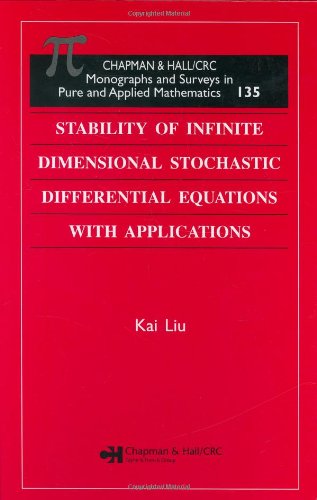 π
CHAPMAN & HALL/CRC
Monographs and Surveys in
Pure and Applied Mathematics 135
STABILITY OF INFINITE
DIMENSIONAL STOCHASTIC
DIFFERENTIAL EQUATIONS
WITH APPLICATIONS
Kai Liu
Chapman & Hall/CRC